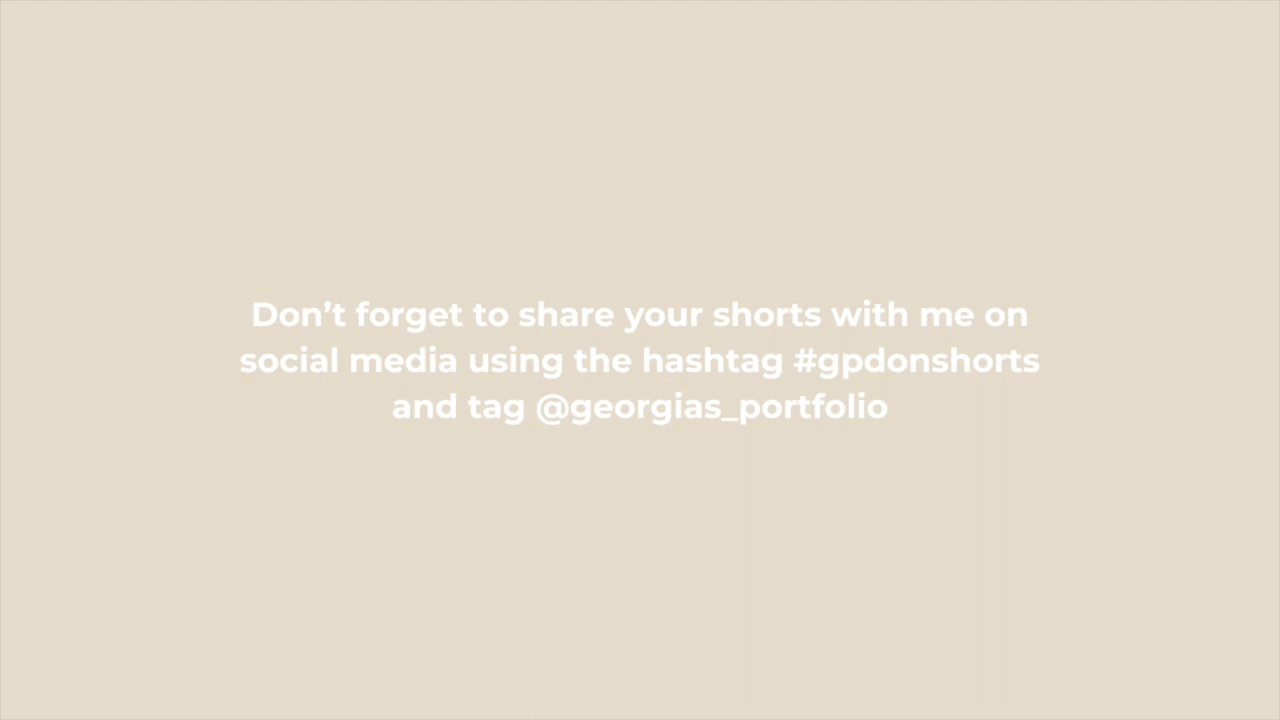 Don’t forget to share your shorts with me on
social media using the hashtag #gpdonshorts
and tag @georgias_portfolio